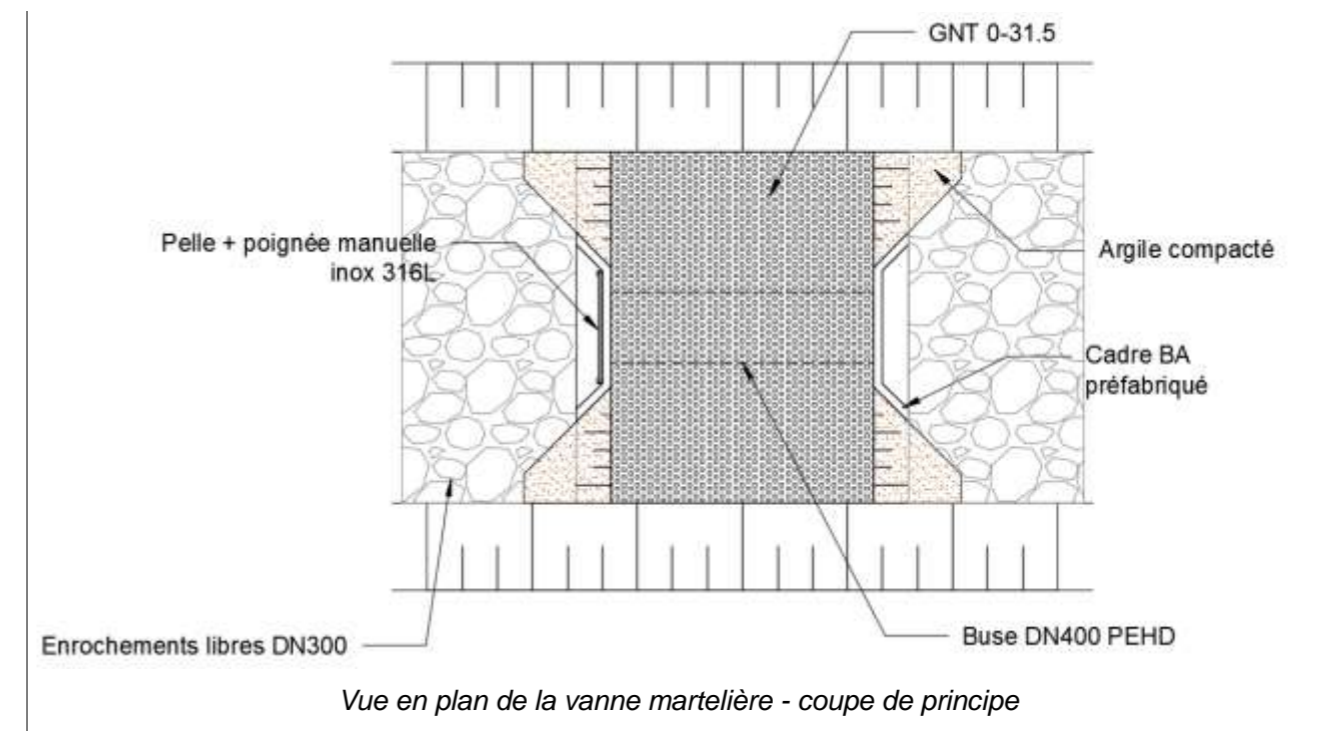 GNT 0-31.5
Pelle + poignée manuelle
inox 316L
Argile compacté
Cadre BA
préfabriqué
Enrochements libres DN300
Buse DN400 PEHD
Vue en plan de la vanne martelière - coupe de principe